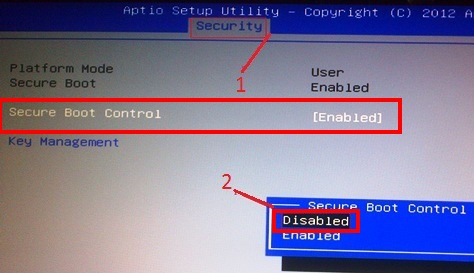 Aptio Setup Utility - Copyright (C) 2012 A
Security
1
Platform Mode User
Secure Boot Enabled
Secure Boot Control [Enabled]
Key Management
2
Secure Boot Control
Disabled
Enabled